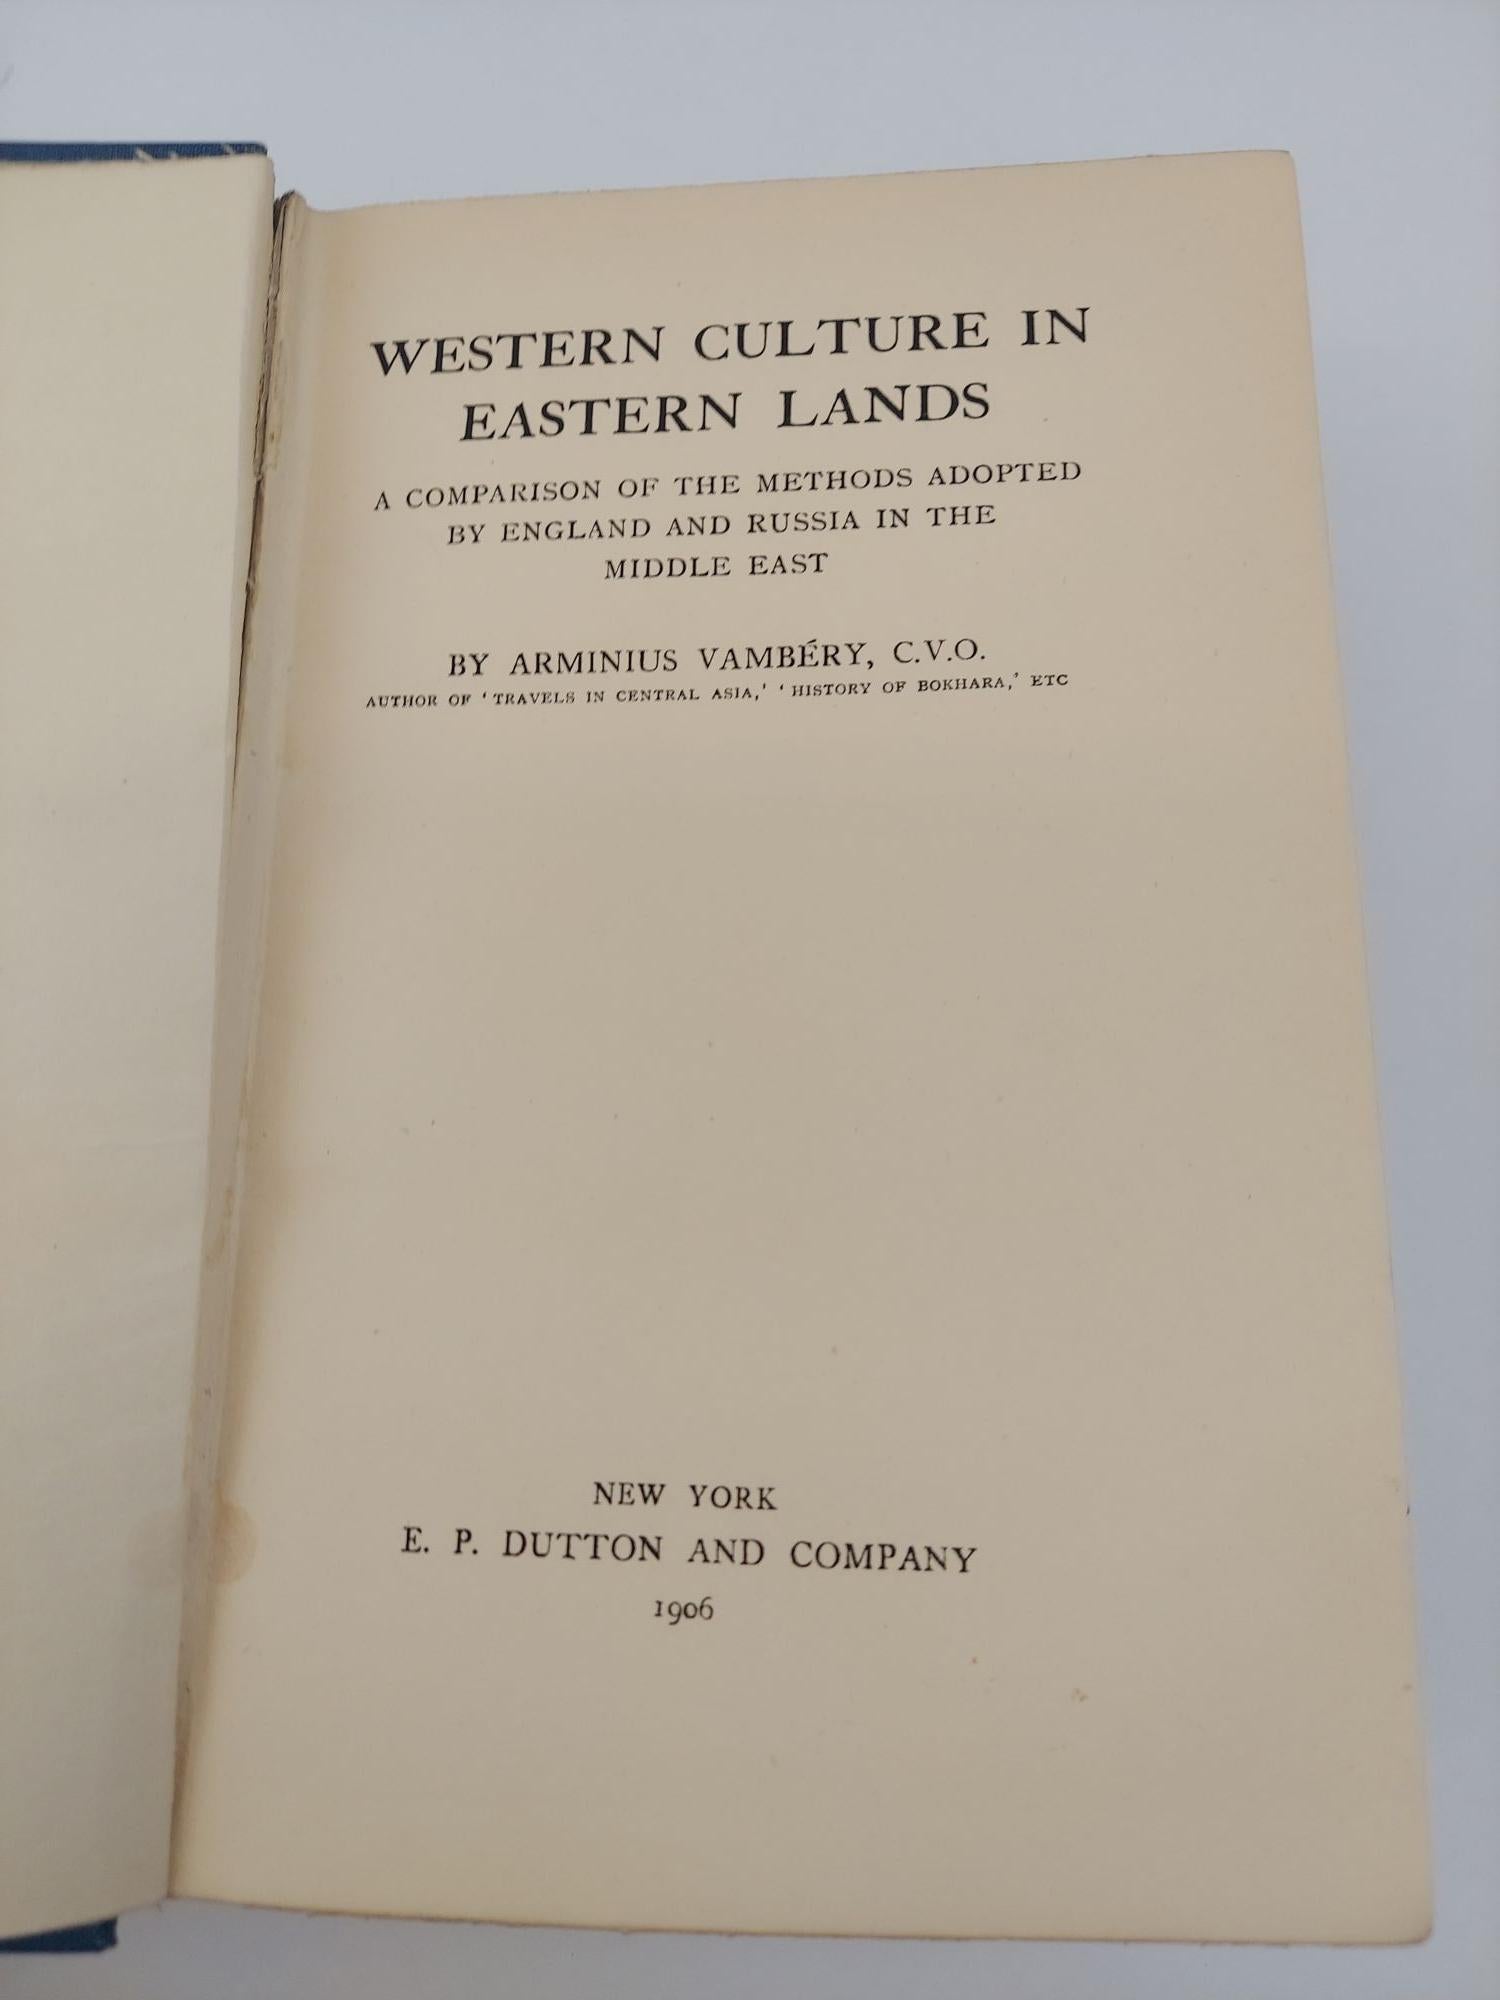 WESTERN CULTURE IN
EASTERN LANDS
A COMPARISON OF THE METHODS ADOPTED
BY ENGLAND AND RUSSIA IN THE
MIDDLE EAST
BY ARMINIUS VAMBÉRY, C.V.O.
AUTHOR OF ‘ TRAVELS IN CENTRAL ASIA,’ ‘ HISTORY OF BOKHARA,’ ETC
NEW YORK
E. P. DUTTON AND COMPANY
1906